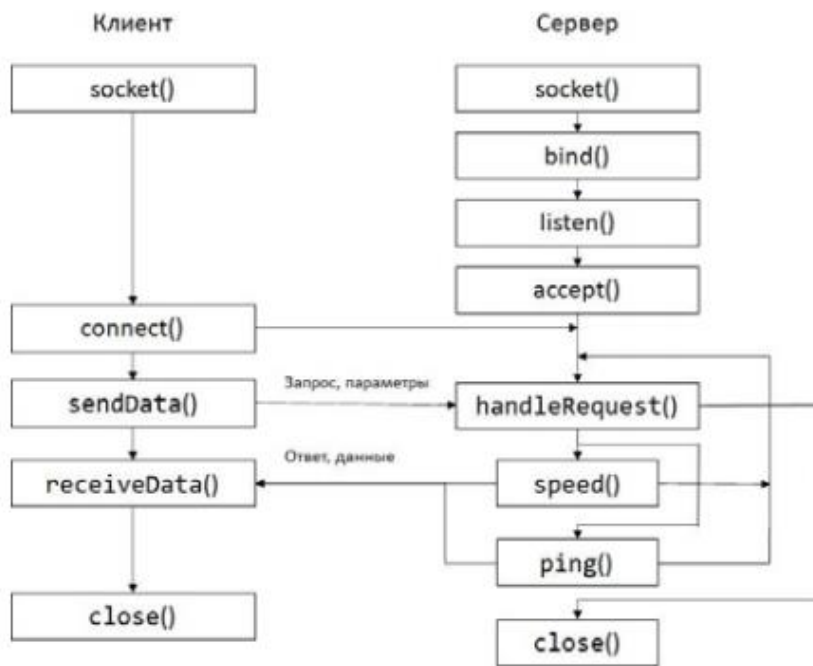 Клиент
Сервер
socket()
socket()
bind()
listen()
accept()
connect()
Запрос, параметры
sendData()
handleRequest()
Ответ, данные
receiveData()
speed()
ping()
close()
close()